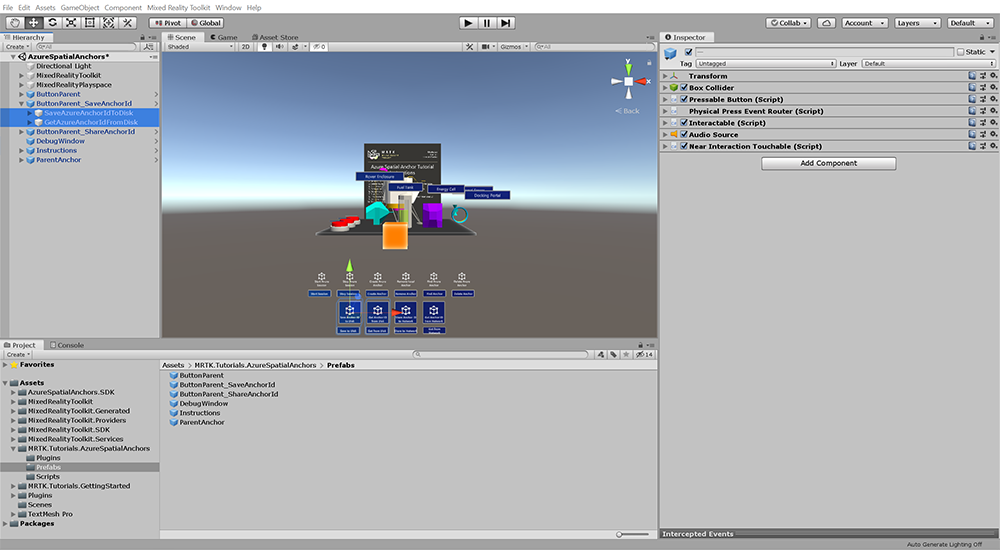 File Edit Assets GameObject Component Mixed Reality Toolkit Window Help
Pivot Global Collab Account Layers Default
Hierarchy
Create All
AzureSpatialAnchors*
Directional Light
MixedRealityToolkit
MixedRealityPlayspace
ButtonParent
ButtonParent_SaveAnchorId
SaveAzureAnchorIdToDisk
GetAzureAnchorIdFromDisk
ButtonParent_ShareAnchorId
DebugWindow
Instructions
ParentAnchor
Scene Game Asset Store
Shaded 2D 0 Gizmos All
y
x
Back
MRTK
Azure Spatial Anchor Tutorial
Rover Enclosure
Fuel Tank
Energy Cell
Docking Portal
Inspector
Static
Tag Untagged Layer Default
Transform
Box Collider
Pressable Button (Script)
Physical Press Event Router (Script)
Interactable (Script)
Audio Source
Near Interaction Touchable (Script)
Add Component
Project Console
Create 14
Favorites
Assets
AzureSpatialAnchors.SDK
MixedRealityToolkit
MixedRealityToolkit.Generated
MixedRealityToolkit.Providers
MixedRealityToolkit.SDK
MixedRealityToolkit.Services
MRTK.Tutorials.AzureSpatialAnchors
Plugins
Prefabs
Scripts
MRTK.Tutorials.GettingStarted
Plugins
Scenes
TextMesh Pro
Packages
Assets > MRTK.Tutorials.AzureSpatialAnchors > Prefabs
ButtonParent
ButtonParent_SaveAnchorId
ButtonParent_ShareAnchorId
DebugWindow
Instructions
ParentAnchor
Intercepted Events
Auto Generate Lighting Off